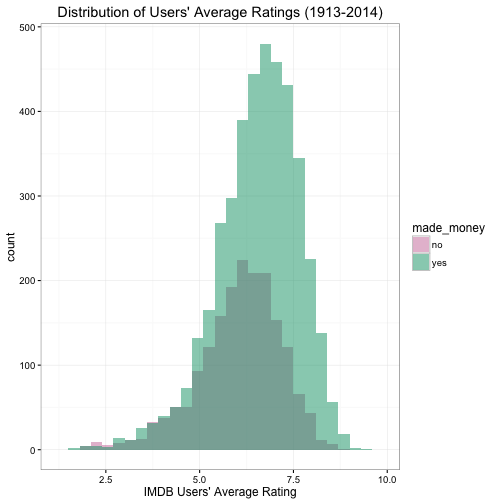 Distribution of Users' Average Ratings (1913-2014)
500
400
300
200
100
0
count
2.5
5.0
7.5
10.0
IMDB Users' Average Rating
made_money
no
yes